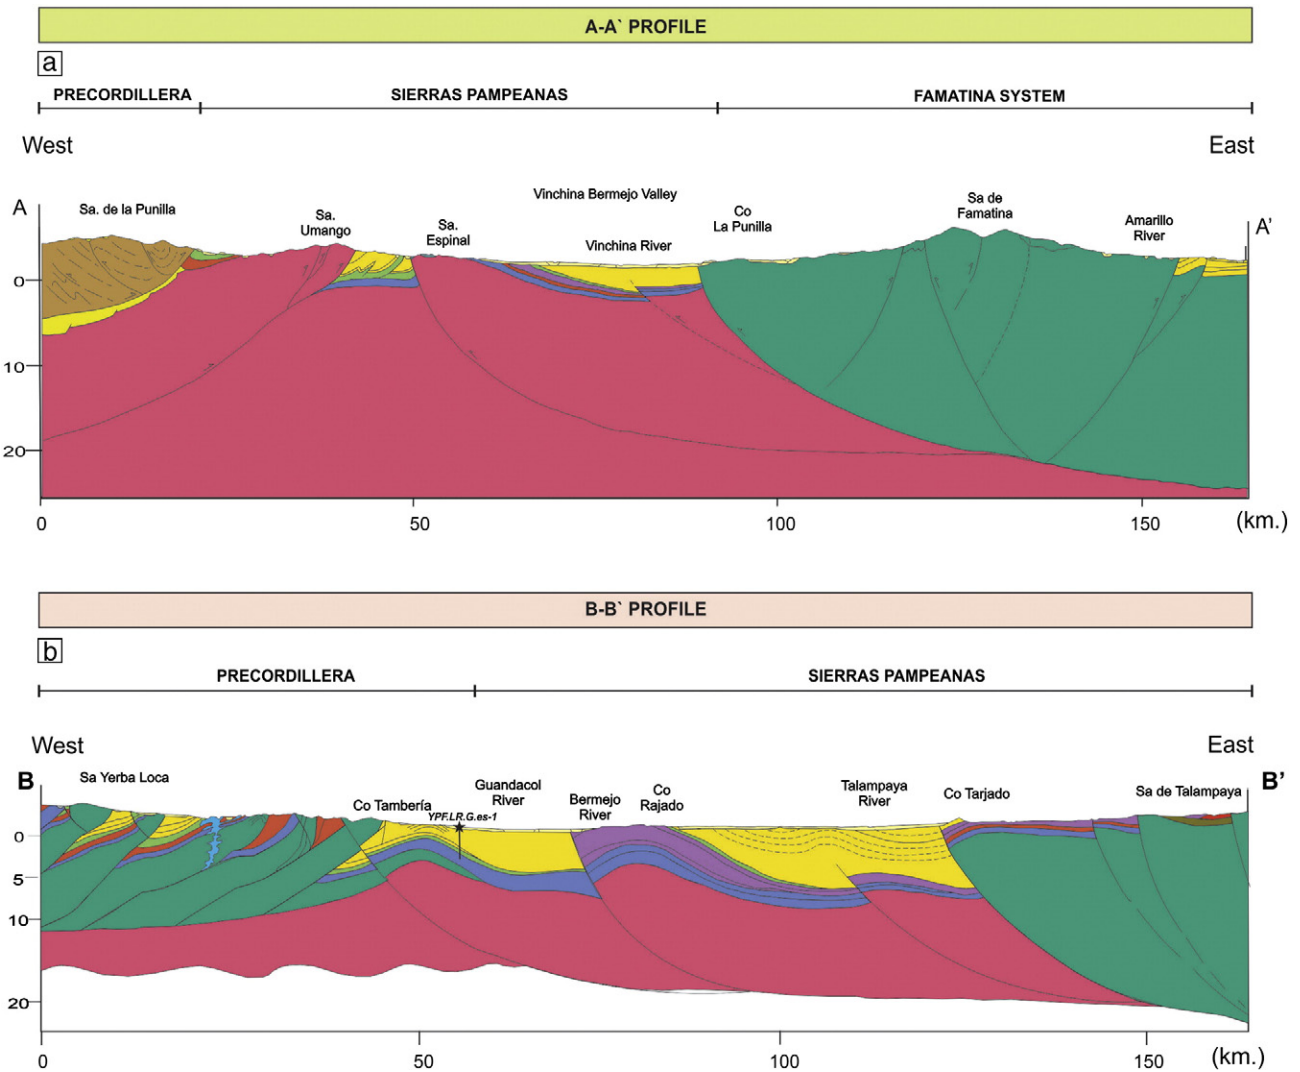 A-A` PROFILE
a
PRECORDILLERA
SIERRAS PAMPEANAS
FAMATINA SYSTEM
West
East
A
A'
Sa. de la Punilla
Sa.
Umango
Sa.
Espinal
Vinchina Bermejo Valley
Vinchina River
Co
La Punilla
Sa de
Famatina
Amarillo
River
0
10
20
0
50
100
150
(km.)
B-B` PROFILE
b
PRECORDILLERA
SIERRAS PAMPEANAS
West
East
B
B'
Sa Yerba Loca
Co Tambería
YPF.LR.G.es-1
Guandacol
River
Bermejo
River
Co
Rajado
Talampaya
River
Co Tarjado
Sa de Talampaya
0
5
10
20
0
50
100
150
(km.)